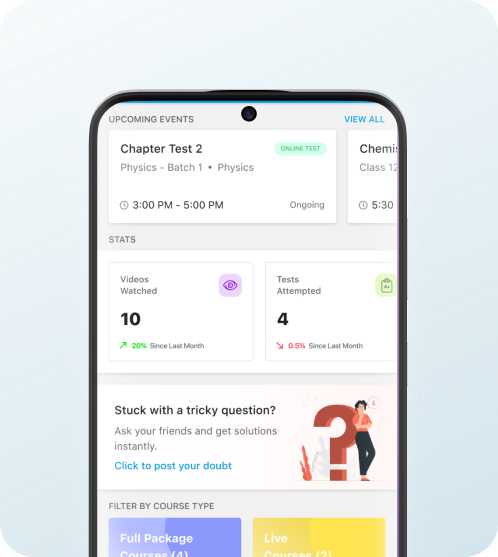 UPCOMING EVENTS VIEW ALL
Chapter Test 2 ONLINE TEST
Physics - Batch 1 • Physics
3:00 PM - 5:00 PM Ongoing
Chemis
Class 12
5:30
STATS
Videos
Watched
10
20% Since Last Month
Tests
Attempted
A+
4
0.5% Since Last Month
Stuck with a tricky question?
Ask your friends and get solutions
instantly.
Click to post your doubt
?
FILTER BY COURSE TYPE
Full Package
Courses (4)
Live
Courses (2)